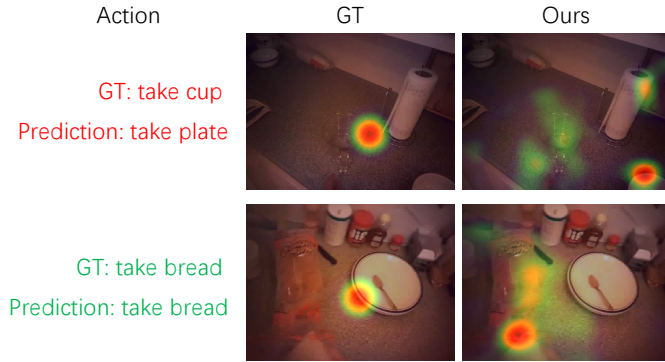 Action
GT
Ours
GT: take cup
Prediction: take plate
GT: take bread
Prediction: take bread